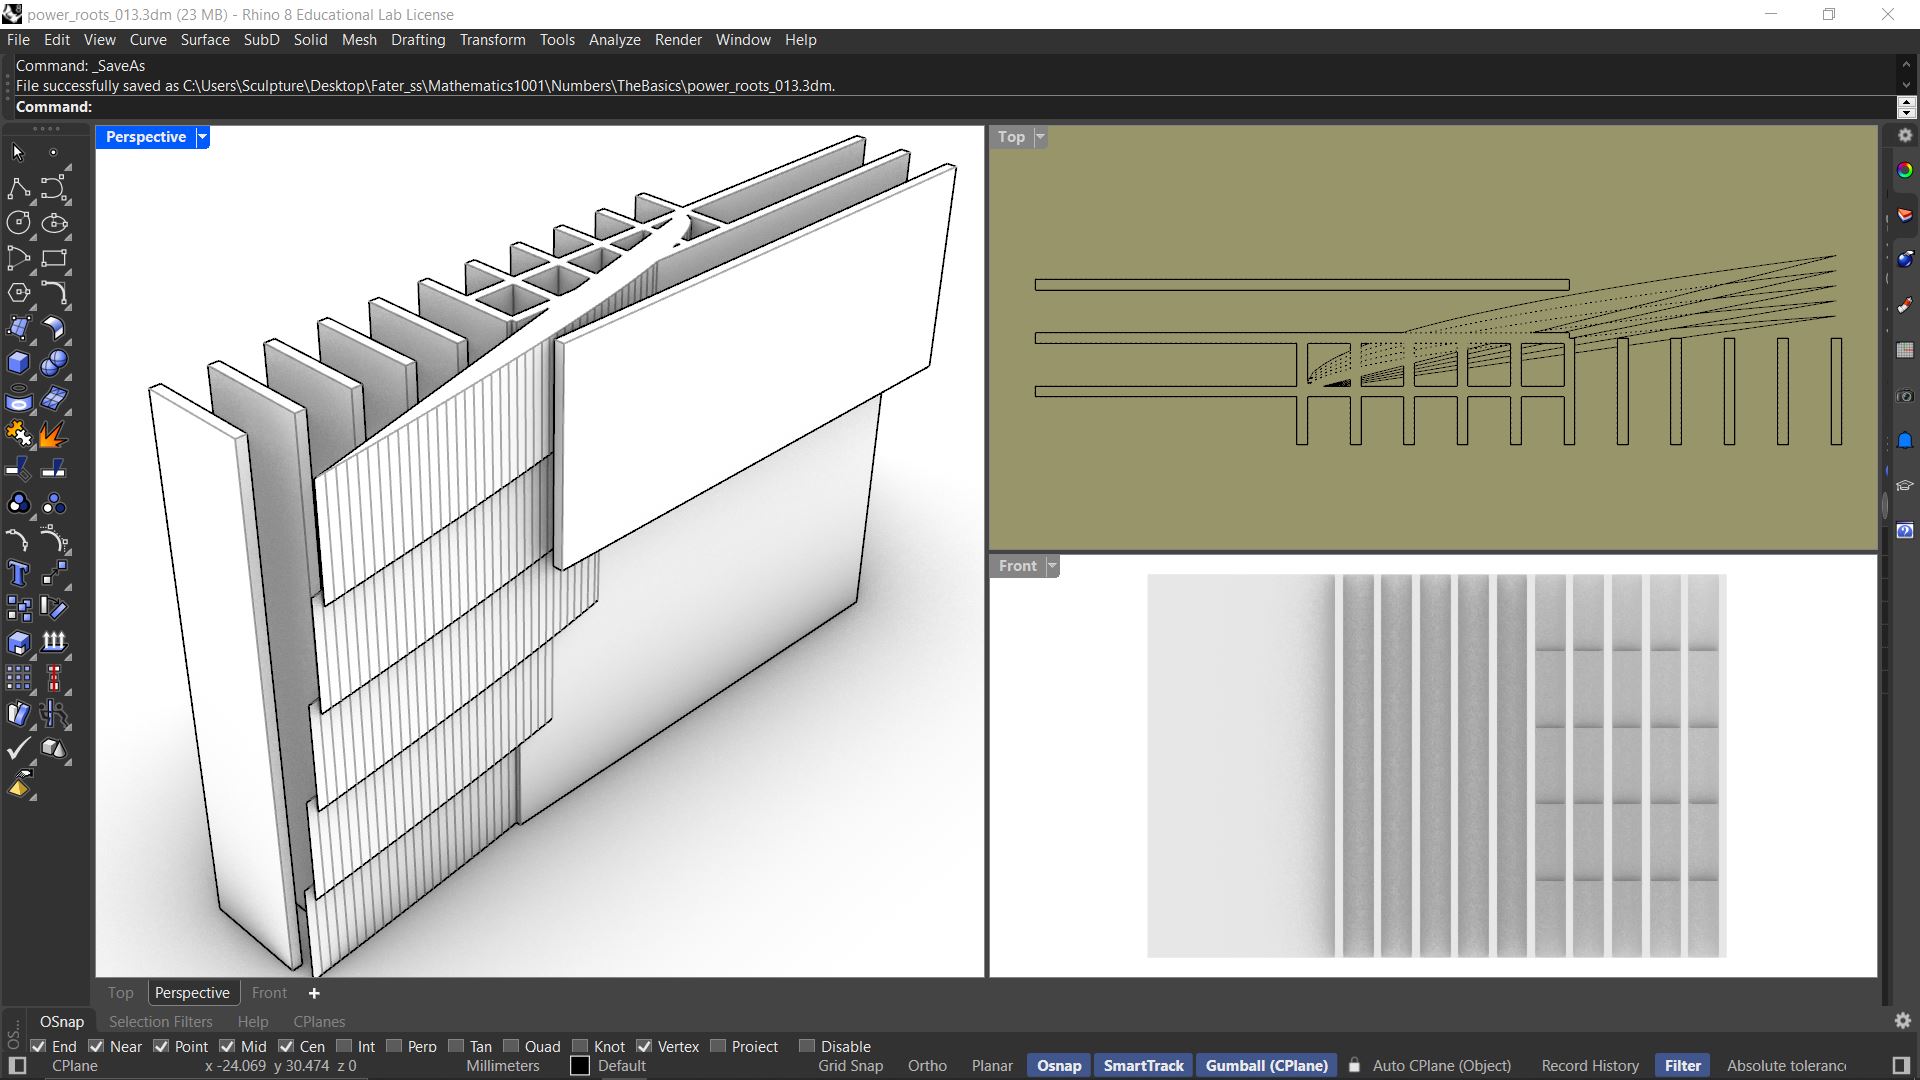 power_roots_013.3dm (23 MB) - Rhino 8 Educational Lab License
File Edit View Curve Surface SubD Solid Mesh Drafting Transform Tools Analyze Render Window Help
Command: _SaveAs
File successfully saved as C:\Users\Sculpture\Desktop\Fater_ss\Mathematics1001\Numbers\TheBasics\power_roots_013.3dm.
Command:
Perspective
Top
Front
Top Perspective Front
OSnap Selection Filters Help CPlanes
End Near Point Mid Cen Int Perp Tan Quad Knot Vertex Project Disable
CPlane x -24.069 y 30.474 z 0 Millimeters Default Grid Snap Ortho Planar Osnap SmartTrack Gumball (CPlane) Auto CPlane (Object) Record History Filter Absolute toleranc